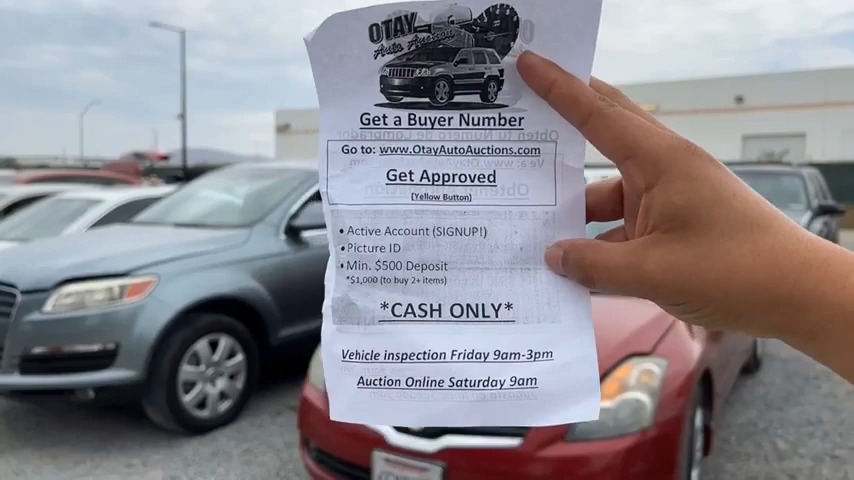 OTAY
Auto Auction
Get a Buyer Number
Go to: www.OtayAutoAuctions.com
Get Approved
(Yellow Button)
• Active Account (SIGNUP!)
• Picture ID
• Min. $500 Deposit
*$1,000 (to buy 2+ items)
*CASH ONLY*
Vehicle inspection Friday 9am-3pm
Auction Online Saturday 9am